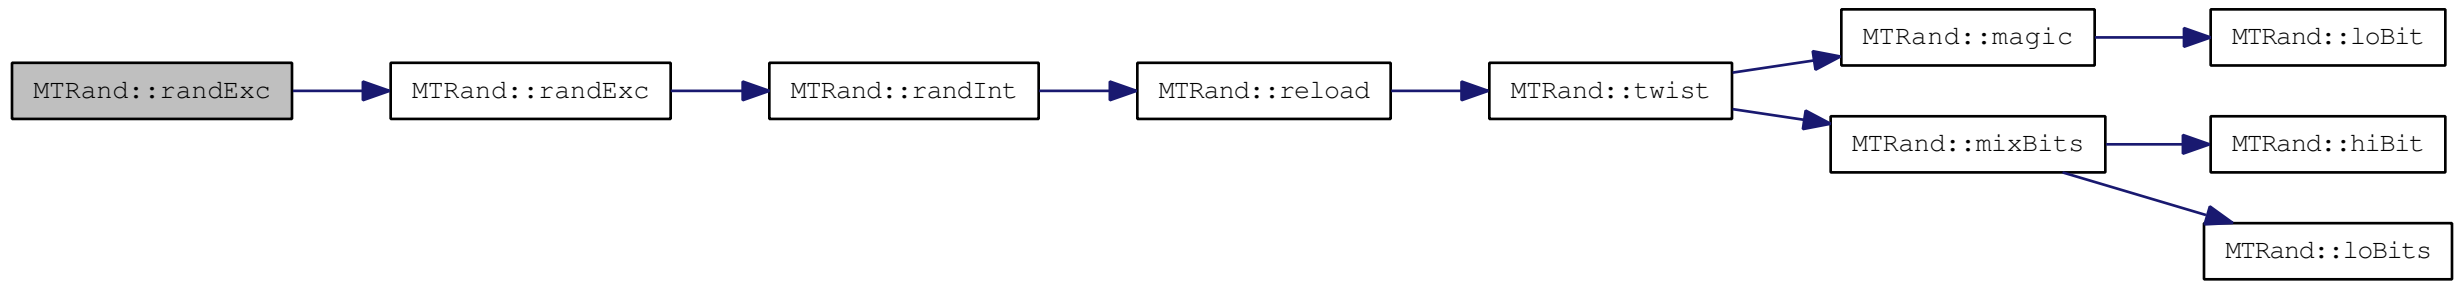 MTRand::randExc
MTRand::randExc
MTRand::randInt
MTRand::reload
MTRand::twist
MTRand::magic
MTRand::loBit
MTRand::mixBits
MTRand::hiBit
MTRand::loBits